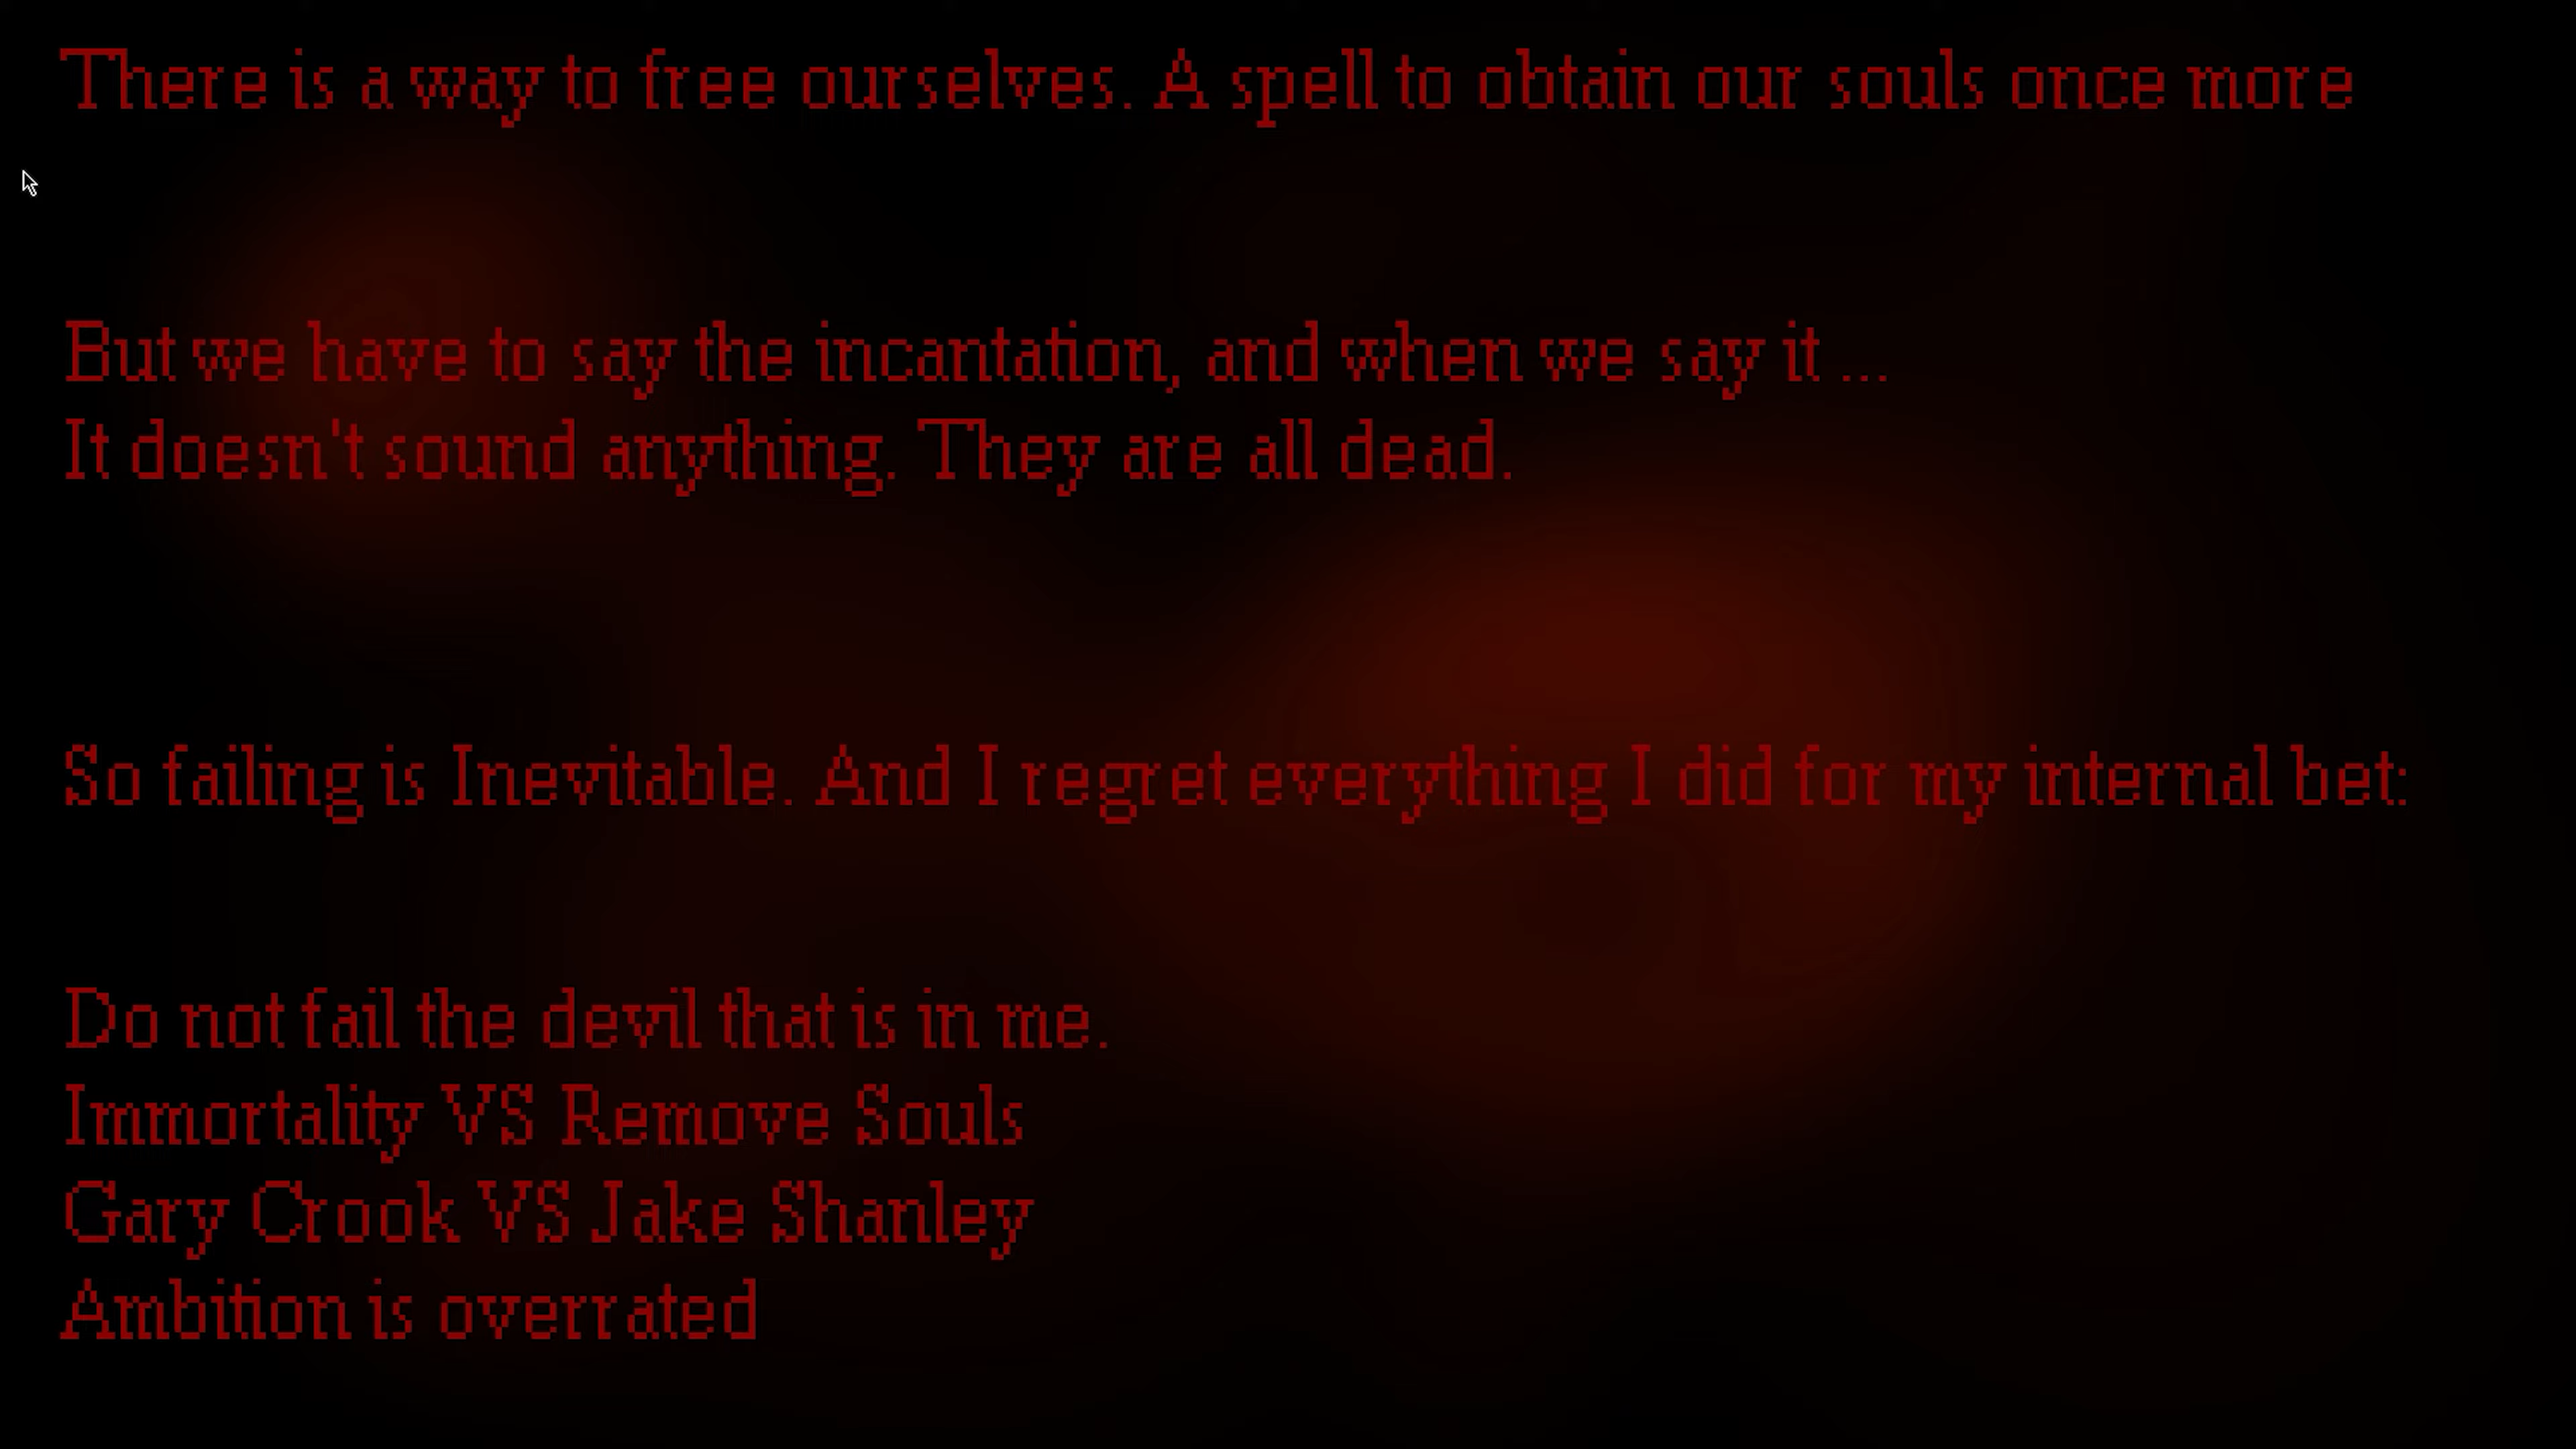 There is a way to free ourselves. A spell to obtain our souls once more
But we have to say the incantation, and when we say it ...
It doesn't sound anything. They are all dead.
So failing is Inevitable. And I regret everything I did for my internal bet:
Do not fail the devil that is in me.
Immortality VS Remove Souls
Gary Crook VS Jake Shanley
Ambition is overrated